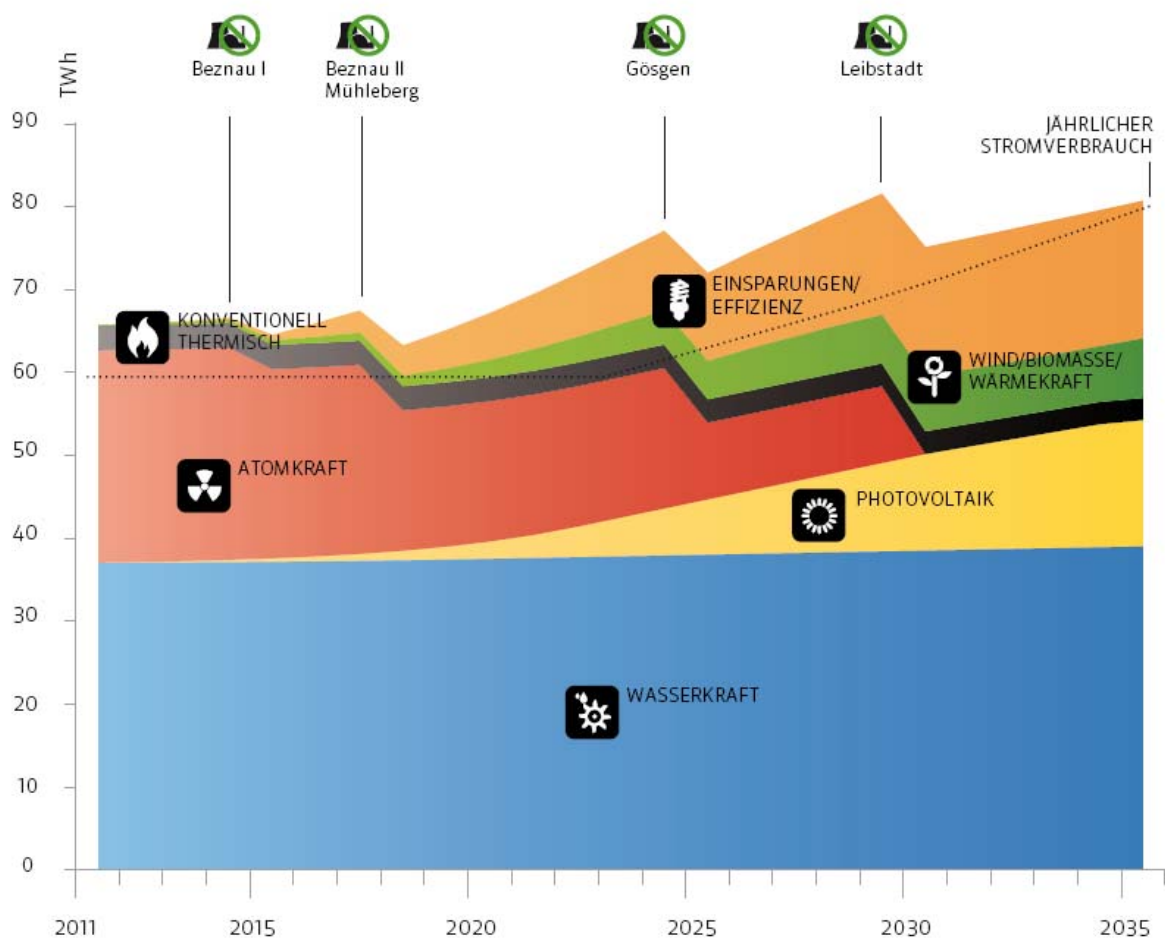 Beznau I
Beznau II
Mühleberg
Gösgen
Leibstadt
TWh
JÄHRLICHER
STROMVERBRAUCH
90
80
70
60
50
40
30
20
10
0
KONVENTIONELL
THERMISCH
EINSPARUNGEN/
EFFIZIENZ
WIND/BIOMASSE/
WÄRMEKRAFT
ATOMKRAFT
PHOTOVOLTAIK
WASSERKRAFT
2011
2015
2020
2025
2030
2035